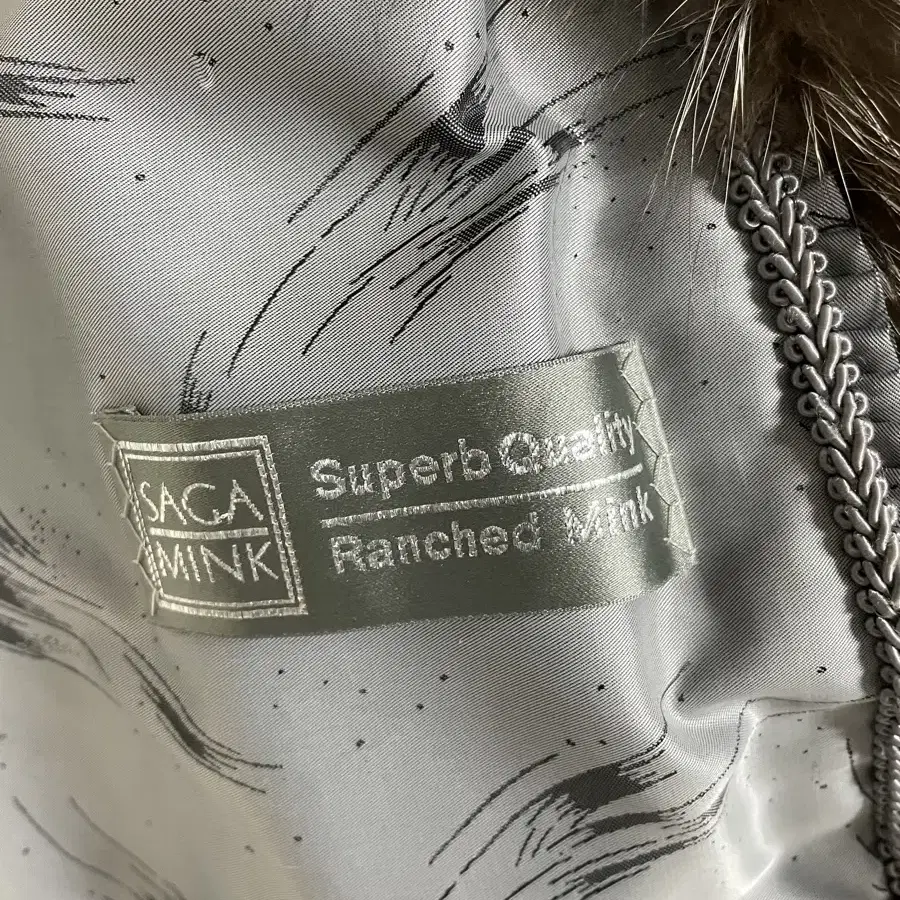 SAGA
MINK
Superb Quality
Ranched Mink